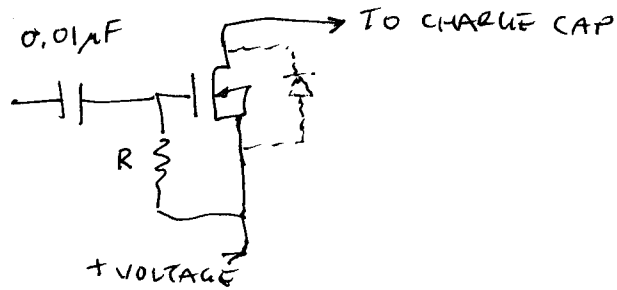 TO CHARGE CAP
0.01μF
R
+ VOLTAGE